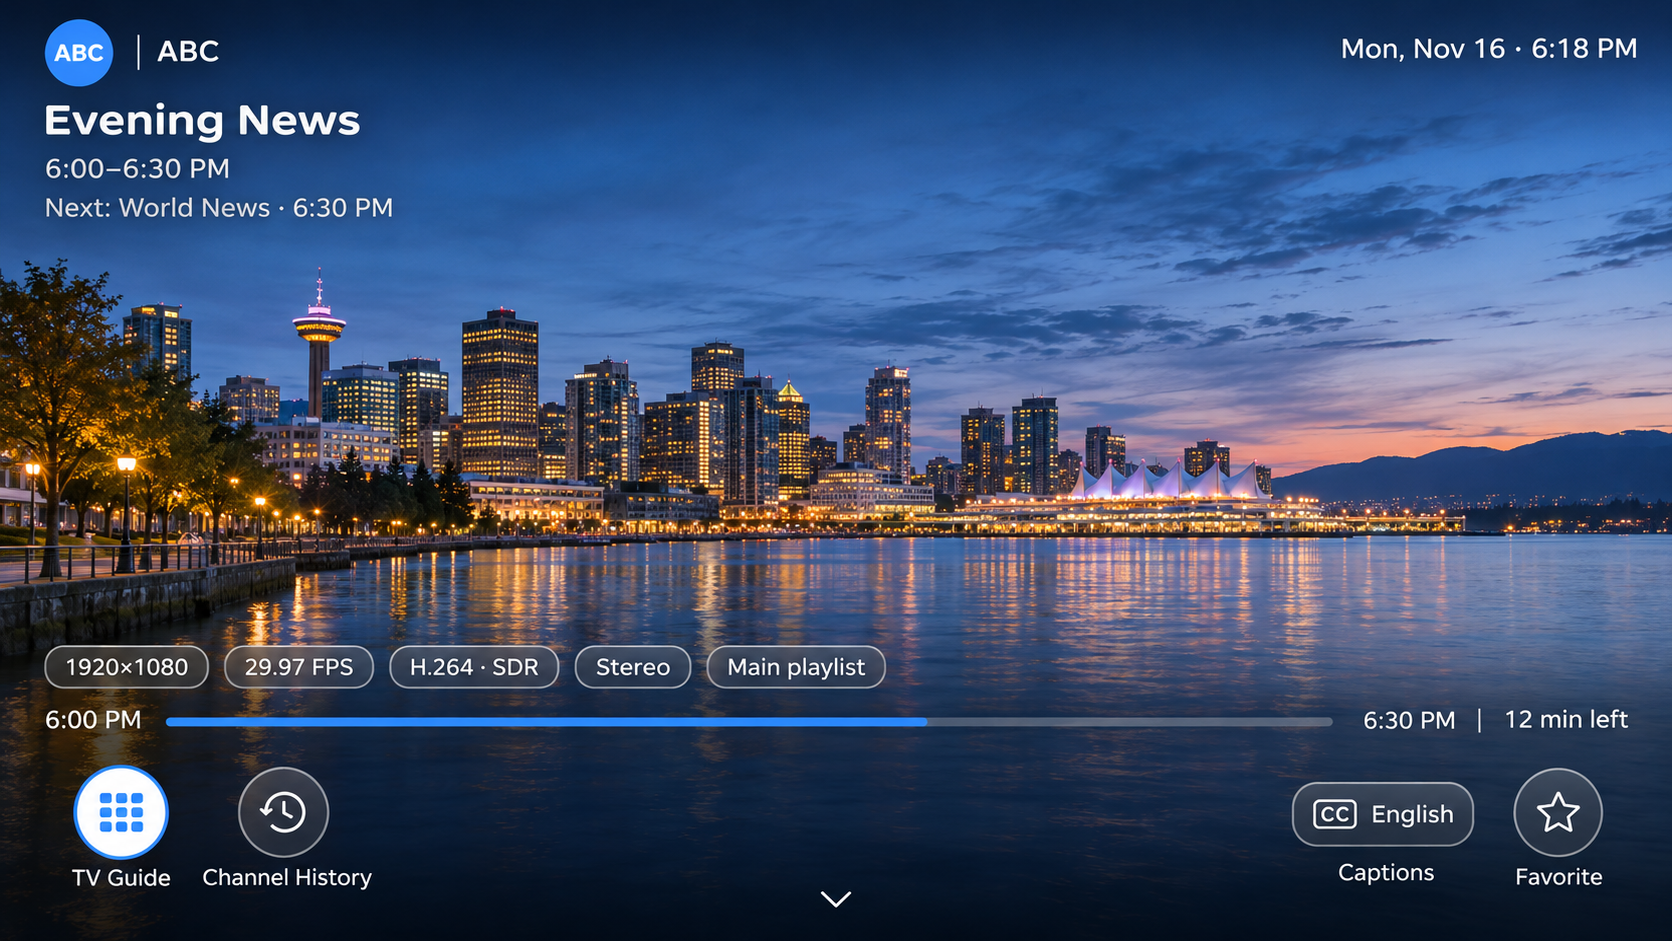 ABC | ABC
Mon, Nov 16 · 6:18 PM
Evening News
6:00–6:30 PM
Next: World News · 6:30 PM
1920×1080
29.97 FPS
H.264 · SDR
Stereo
Main playlist
6:00 PM
6:30 PM | 12 min left
CC English
TV Guide
Channel History
Captions
Favorite